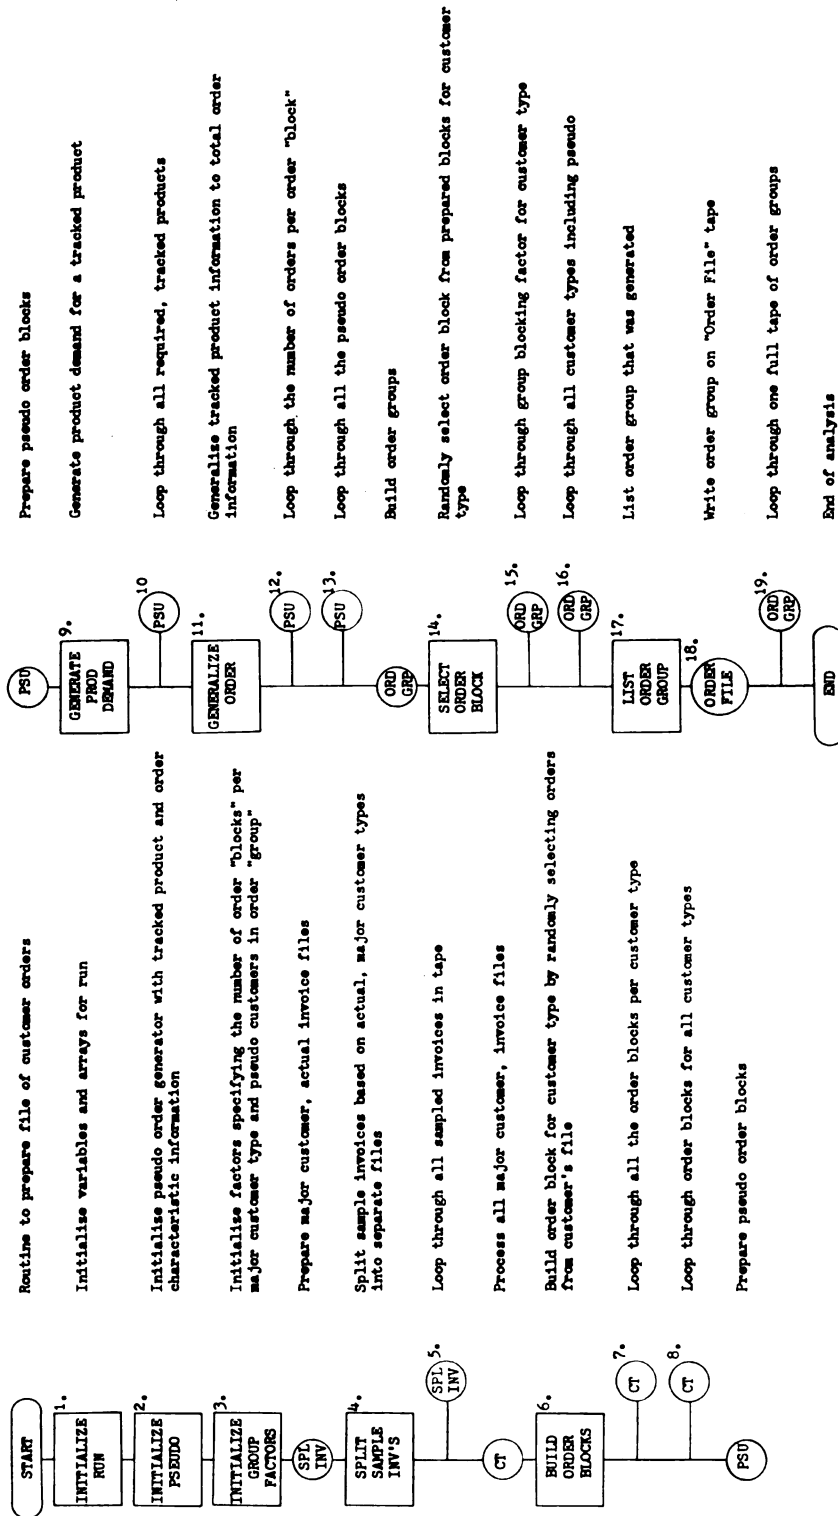 START
Routine to prepare file of customer orders
1.
INITIALIZE
RUN
Initialize variables and arrays for run
2.
INITIALIZE
PSEUDO
Initialize pseudo order generator with tracked product and order
characteristic information
3.
INITIALIZE
GROUP
FACTORS
Initialize factors specifying the number of order "blocks" per
major customer type and pseudo customers in order "group"
SPL
INV
Prepare major customer, actual invoice files
4.
SPLIT
SAMPLE
INV'S
Split sample invoices based on actual, major customer types
into separate files
SPL
INV
5.
Loop through all sampled invoices in tape
CT
Process all major customer, invoice files
6.
BUILD
ORDER
BLOCKS
Build order block for customer type by randomly selecting orders
from customer's file
7.
CT
Loop through all the order blocks per customer type
8.
CT
Loop through order blocks for all customer types
PSU
Prepare pseudo order blocks
PSU
Prepare pseudo order blocks
9.
GENERATE
PROD
DEMAND
Generate product demand for a tracked product
10
PSU
Loop through all required, tracked products
11.
GENERALIZE
ORDER
Generalize tracked product information to total order
information
12.
PSU
Loop through the number of orders per order "block"
13.
PSU
Loop through all the pseudo order blocks
ORD
GRP
Build order groups
14.
SELECT
ORDER
BLOCK
Randomly select order block from prepared blocks for customer
type
15.
ORD
GRP
Loop through group blocking factor for customer type
16.
ORD
GRP
Loop through all customer types including pseudo
17.
LIST
ORDER
GROUP
List order group that was generated
18.
ORDER
FILE
Write order group on "Order File" tape
19.
ORD
GRP
Loop through one full tape of order groups
END
End of analysis